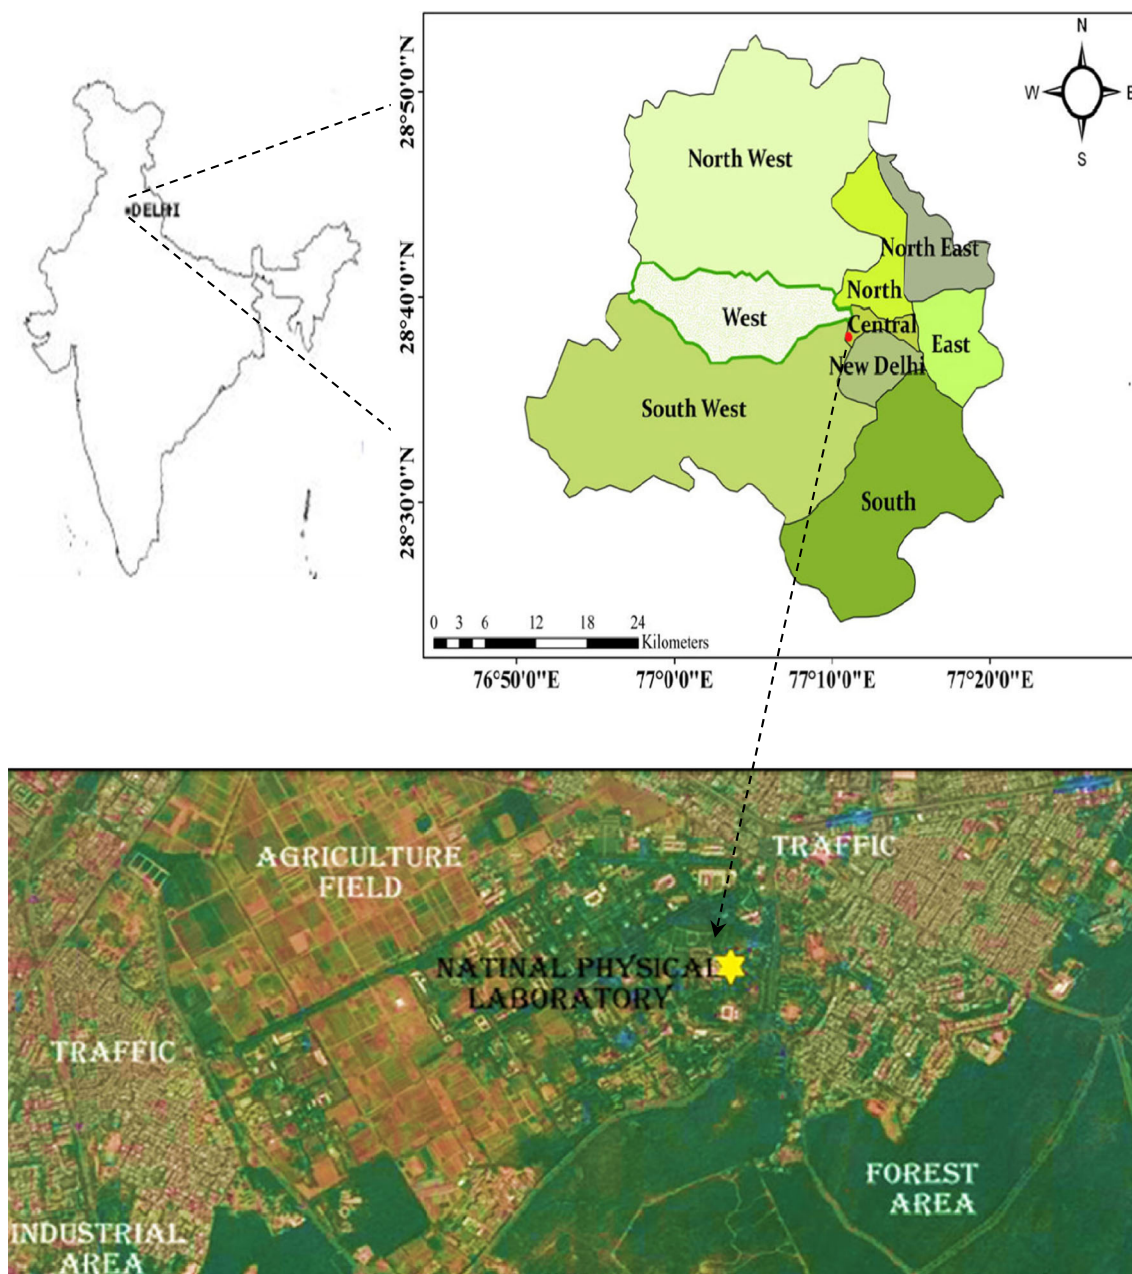 DELHI
N
W
E
S
28°50'0"N
28°40'0"N
28°30'0"N
North West
North East
North
West
Central
East
New Delhi
South West
South
0 3 6 12 18 24
Kilometers
76°50'0"E 77°0'0"E 77°10'0"E 77°20'0"E
TRAFFIC
AGRICULTURE
FIELD
NATINAL PHYSICAL
LABORATORY
TRAFFIC
FOREST
AREA
INDUSTRIAL
AREA